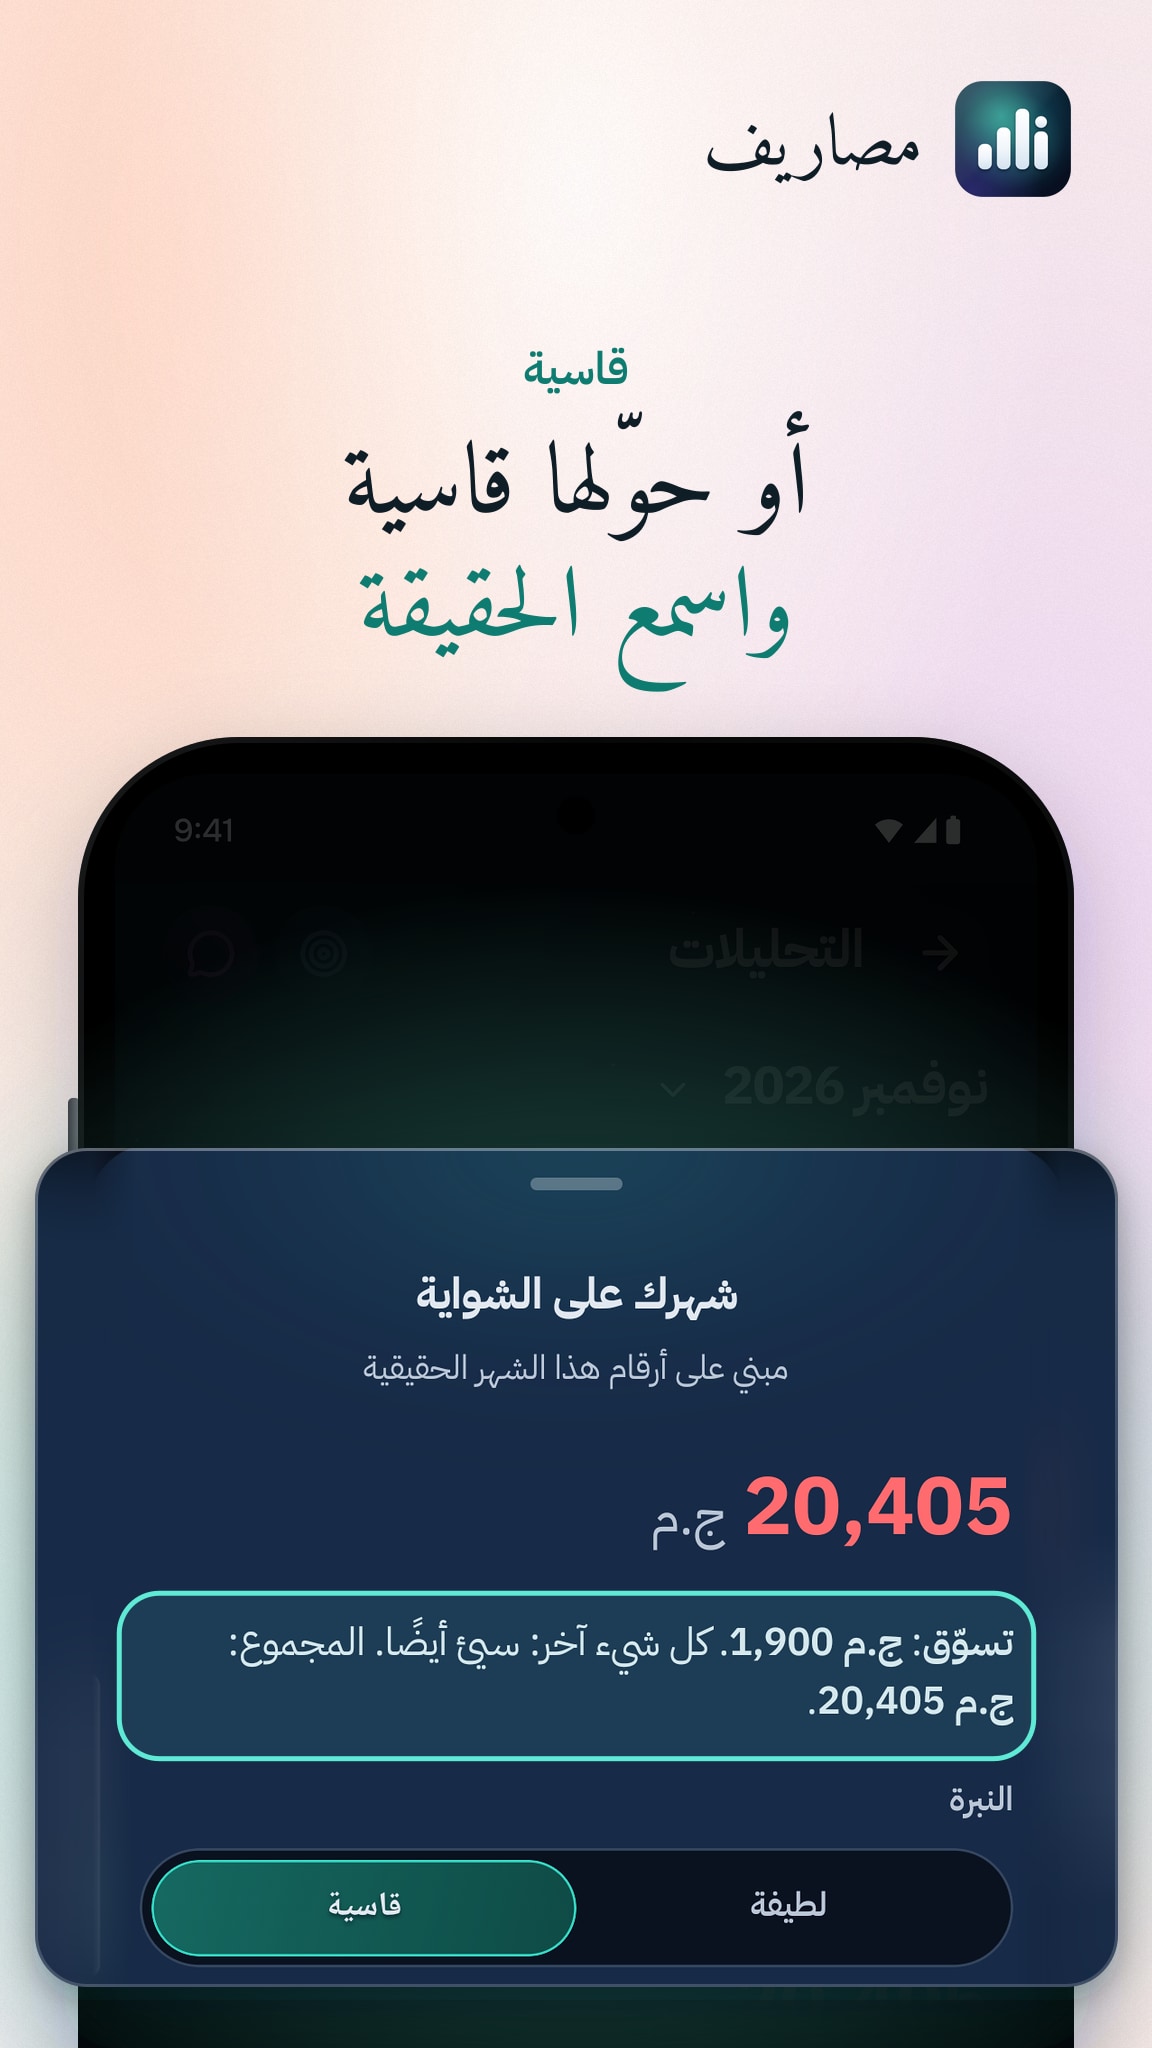 مصاريف
قاسية
أو حوّلها قاسية
واسمع الحقيقة
9:41
التحليلات
نوفمبر 2026
شهرك على الشواية
مبني على أرقام هذا الشهر الحقيقية
20,405 ج.م
تسوّق: ج.م 1,900. كل شيء آخر: سيئ أيضًا. المجموع:
ج.م 20,405.
النبرة
لطيفة
قاسية